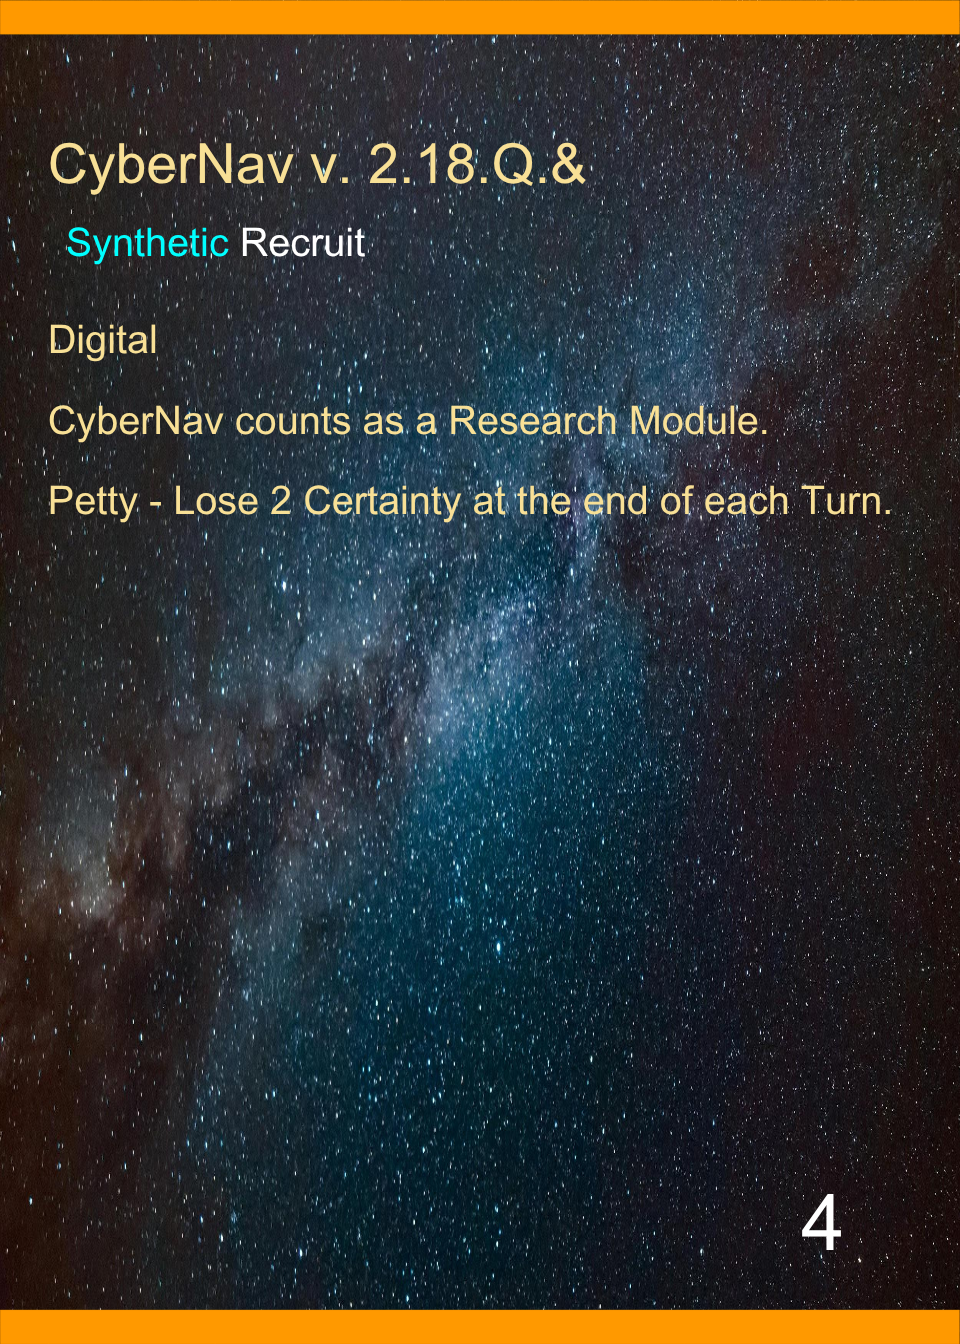 CyberNav v. 2.18.Q.&
Synthetic Recruit
Digital
CyberNav counts as a Research Module.
Petty - Lose 2 Certainty at the end of each Turn.
4